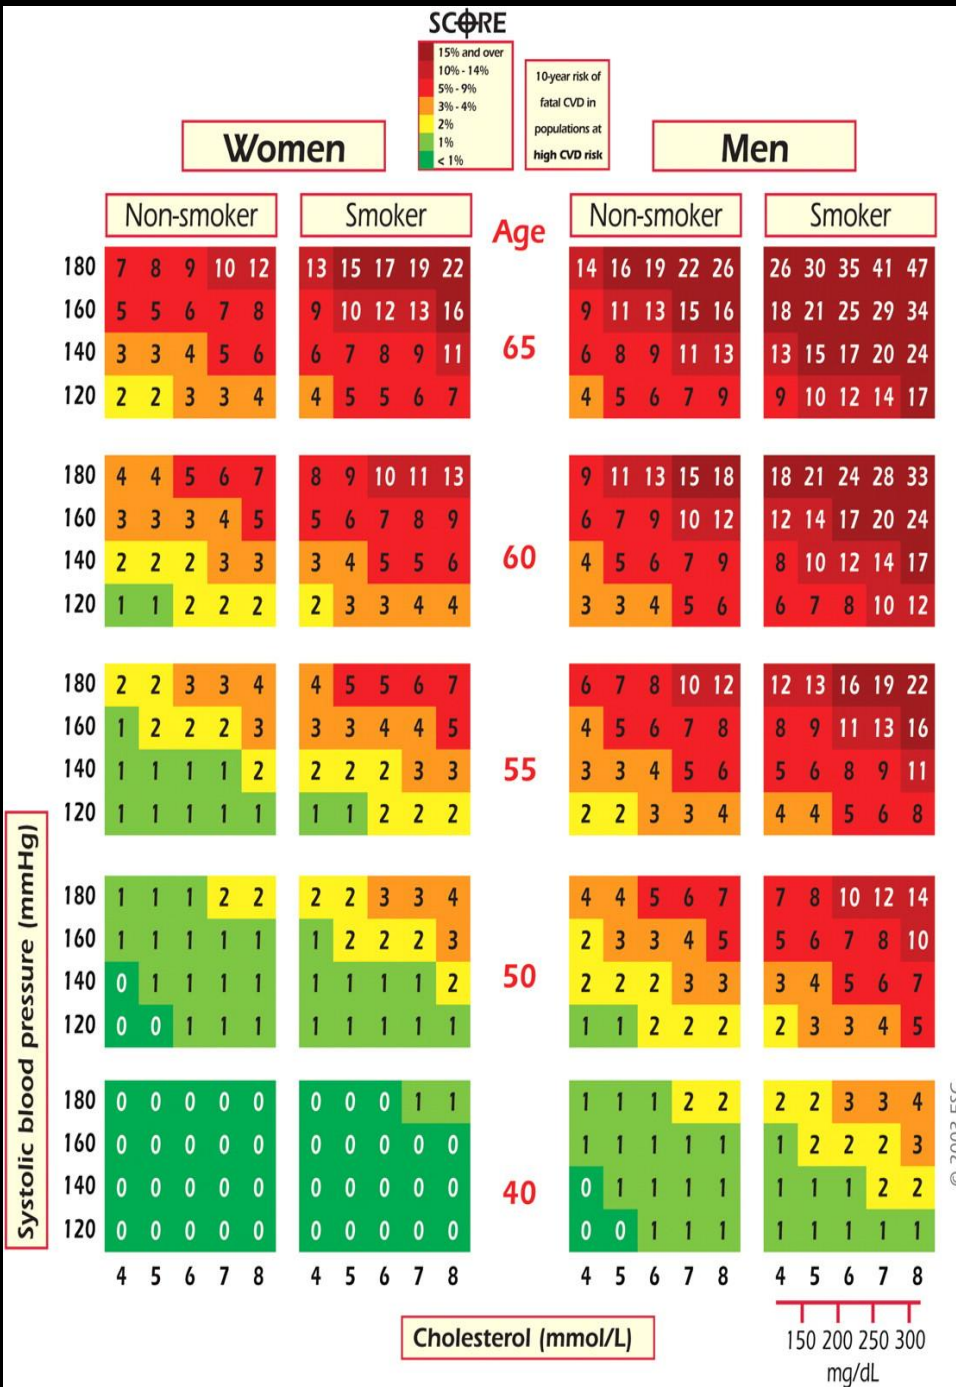 SCORE
15% and over
10% - 14%
5% - 9%
3% - 4%
2%
1%
< 1%
10-year risk of
fatal CVD in
populations at
high CVD risk
Women
Men
Non-smoker Smoker Age Non-smoker Smoker
180 7 8 9 10 12 13 15 17 19 22 14 16 19 22 26 26 30 35 41 47
160 5 5 6 7 8 9 10 12 13 16 9 11 13 15 16 18 21 25 29 34
65
140 3 3 4 5 6 6 7 8 9 11 6 8 9 11 13 13 15 17 20 24
120 2 2 3 3 4 4 5 5 6 7 4 5 6 7 9 9 10 12 14 17
180 4 4 5 6 7 8 9 10 11 13 9 11 13 15 18 18 21 24 28 33
160 3 3 3 4 5 5 6 7 8 9 6 7 9 10 12 12 14 17 20 24
60
140 2 2 2 3 3 3 4 5 5 6 4 5 6 7 9 8 10 12 14 17
120 1 1 2 2 2 2 3 3 4 4 3 3 4 5 6 6 7 8 10 12
180 2 2 3 3 4 4 5 5 6 7 6 7 8 10 12 12 13 16 19 22
160 1 2 2 2 3 3 3 4 4 5 4 5 6 7 8 8 9 11 13 16
55
140 1 1 1 1 2 2 2 2 3 3 3 3 4 5 6 5 6 8 9 11
120 1 1 1 1 1 1 1 2 2 2 2 2 3 3 4 4 4 5 6 8
180 1 1 1 2 2 2 2 3 3 4 4 4 5 6 7 7 8 10 12 14
160 1 1 1 1 1 1 2 2 2 3 2 3 3 4 5 5 6 7 8 10
50
140 0 1 1 1 1 1 1 1 1 2 2 2 2 3 3 3 4 5 6 7
120 0 0 1 1 1 1 1 1 1 1 1 1 2 2 2 2 3 3 4 5
180 0 0 0 0 0 0 0 0 1 1 1 1 1 2 2 2 2 3 3 4
160 0 0 0 0 0 0 0 0 0 0 1 1 1 1 1 1 2 2 2 3
40
140 0 0 0 0 0 0 0 0 0 0 0 1 1 1 1 1 1 1 2 2
120 0 0 0 0 0 0 0 0 0 0 0 0 1 1 1 1 1 1 1 1
4 5 6 7 8 4 5 6 7 8 4 5 6 7 8 4 5 6 7 8
Systolic blood pressure (mmHg)
Cholesterol (mmol/L)
150 200 250 300
mg/dL